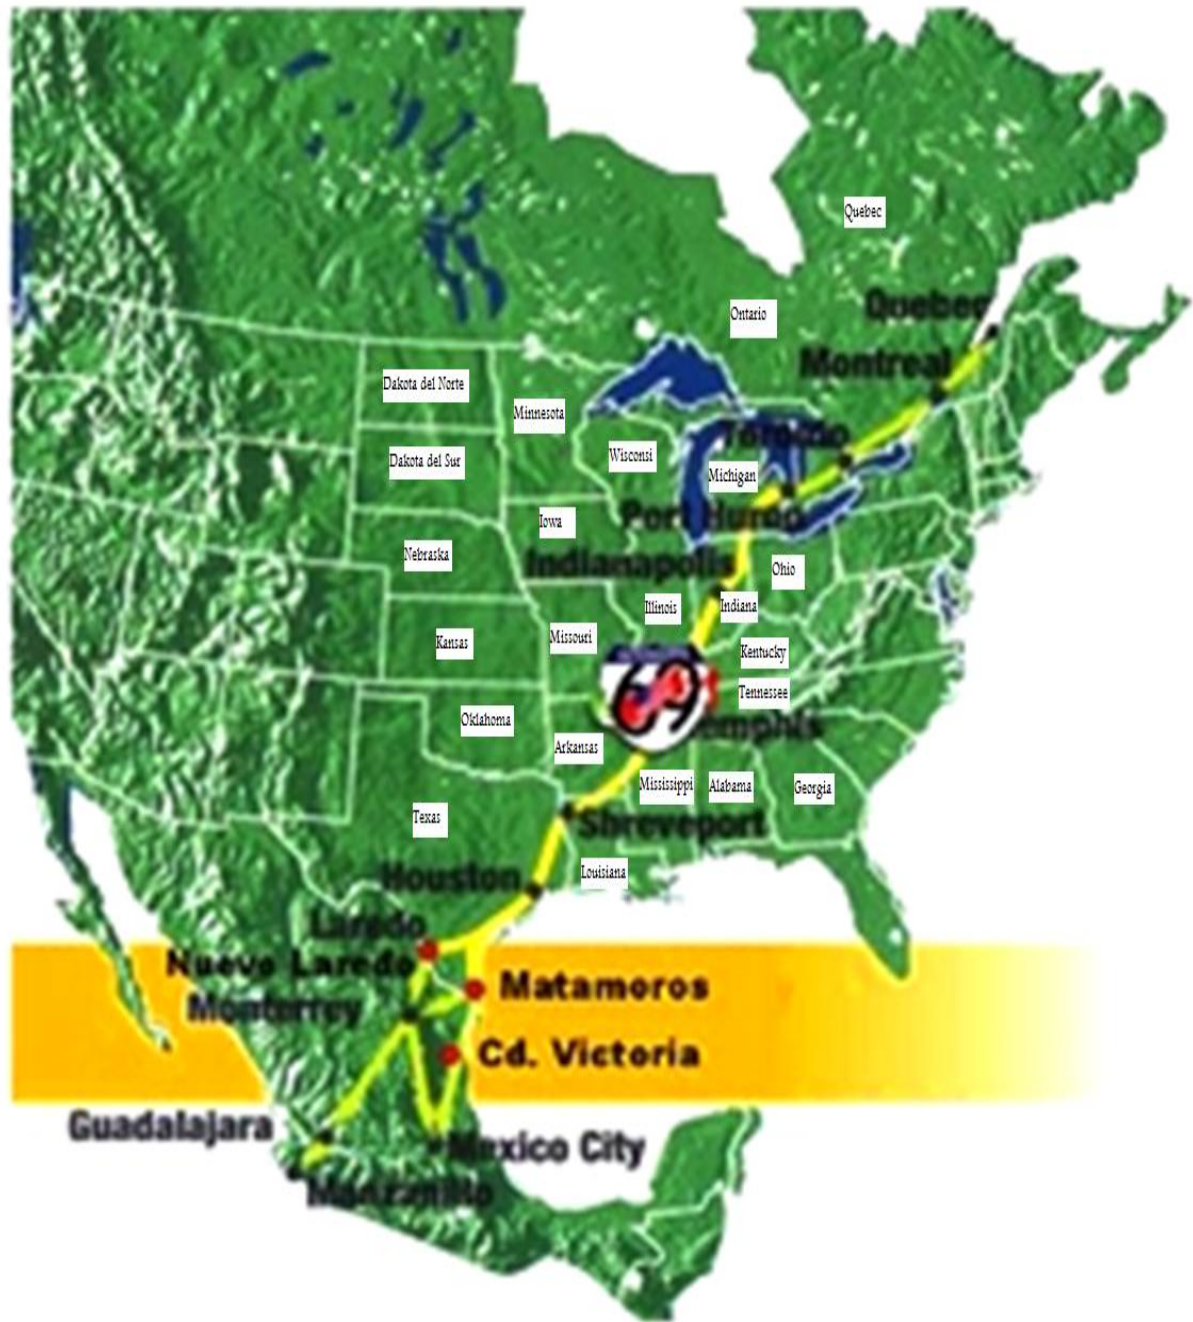 Quebec
Ontario
Quebec
Montreal
Dakota del Norte
Minnesota
Toronto
Wisconsi
Dakota del Sur
Michigan
Port Huron
Iowa
Nebraska
Indianapolis
Ohio
Illinois
Indiana
Missouri
Kansas
Kentucky
69
Tennessee
Oklahoma
Memphis
Arkansas
Mississippi
Alabama
Georgia
Texas
Shreveport
Louisiana
Houston
Laredo
Nuevo Laredo
Matamoros
Monterrey
Cd. Victoria
Guadalajara
Mexico City
Manzanillo